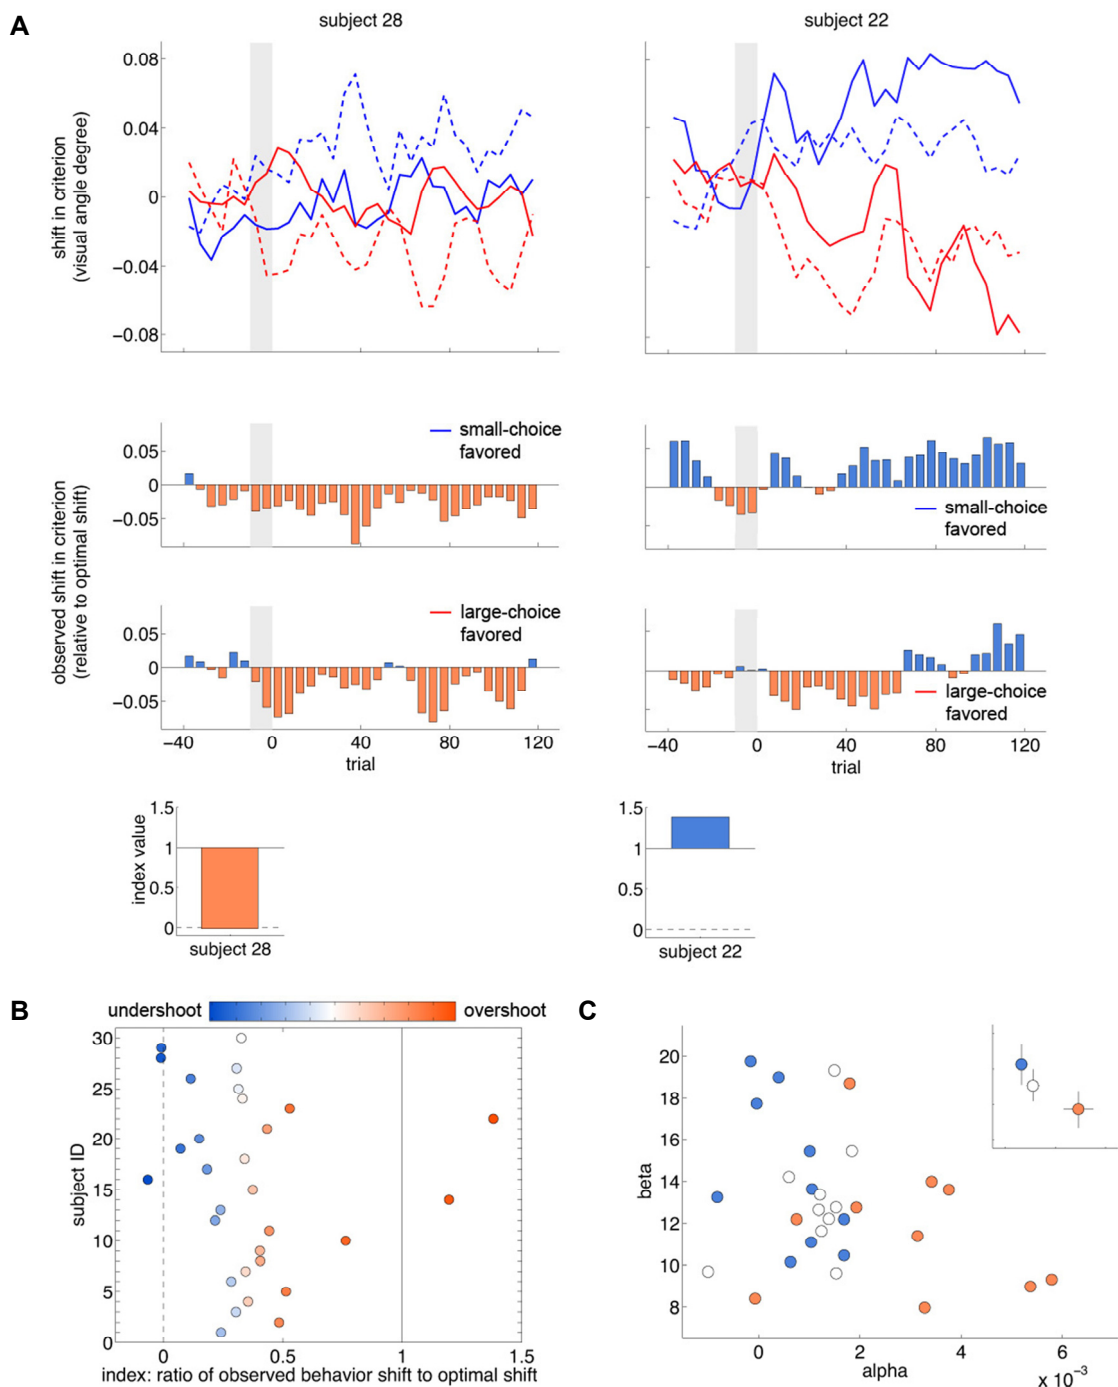 A
subject 28
subject 22
shift in criterion
(visual angle degree)
0.08
0.04
0
−0.04
−0.08
observed shift in criterion
(relative to optimal shift)
0.05
0
−0.05
small-choice
favored
small-choice
favored
0.05
0
−0.05
large-choice
favored
large-choice
favored
−40 0 40 80 120
trial
−40 0 40 80 120
trial
index value
1.5
1
0.5
0
subject 28
1.5
1
0.5
0
subject 22
B
undershoot overshoot
subject ID
30
25
20
15
10
5
0
0 0.5 1 1.5
index: ratio of observed behavior shift to optimal shift
C
beta
20
18
16
14
12
10
8
0 2 4 6
alpha
x 10⁻³